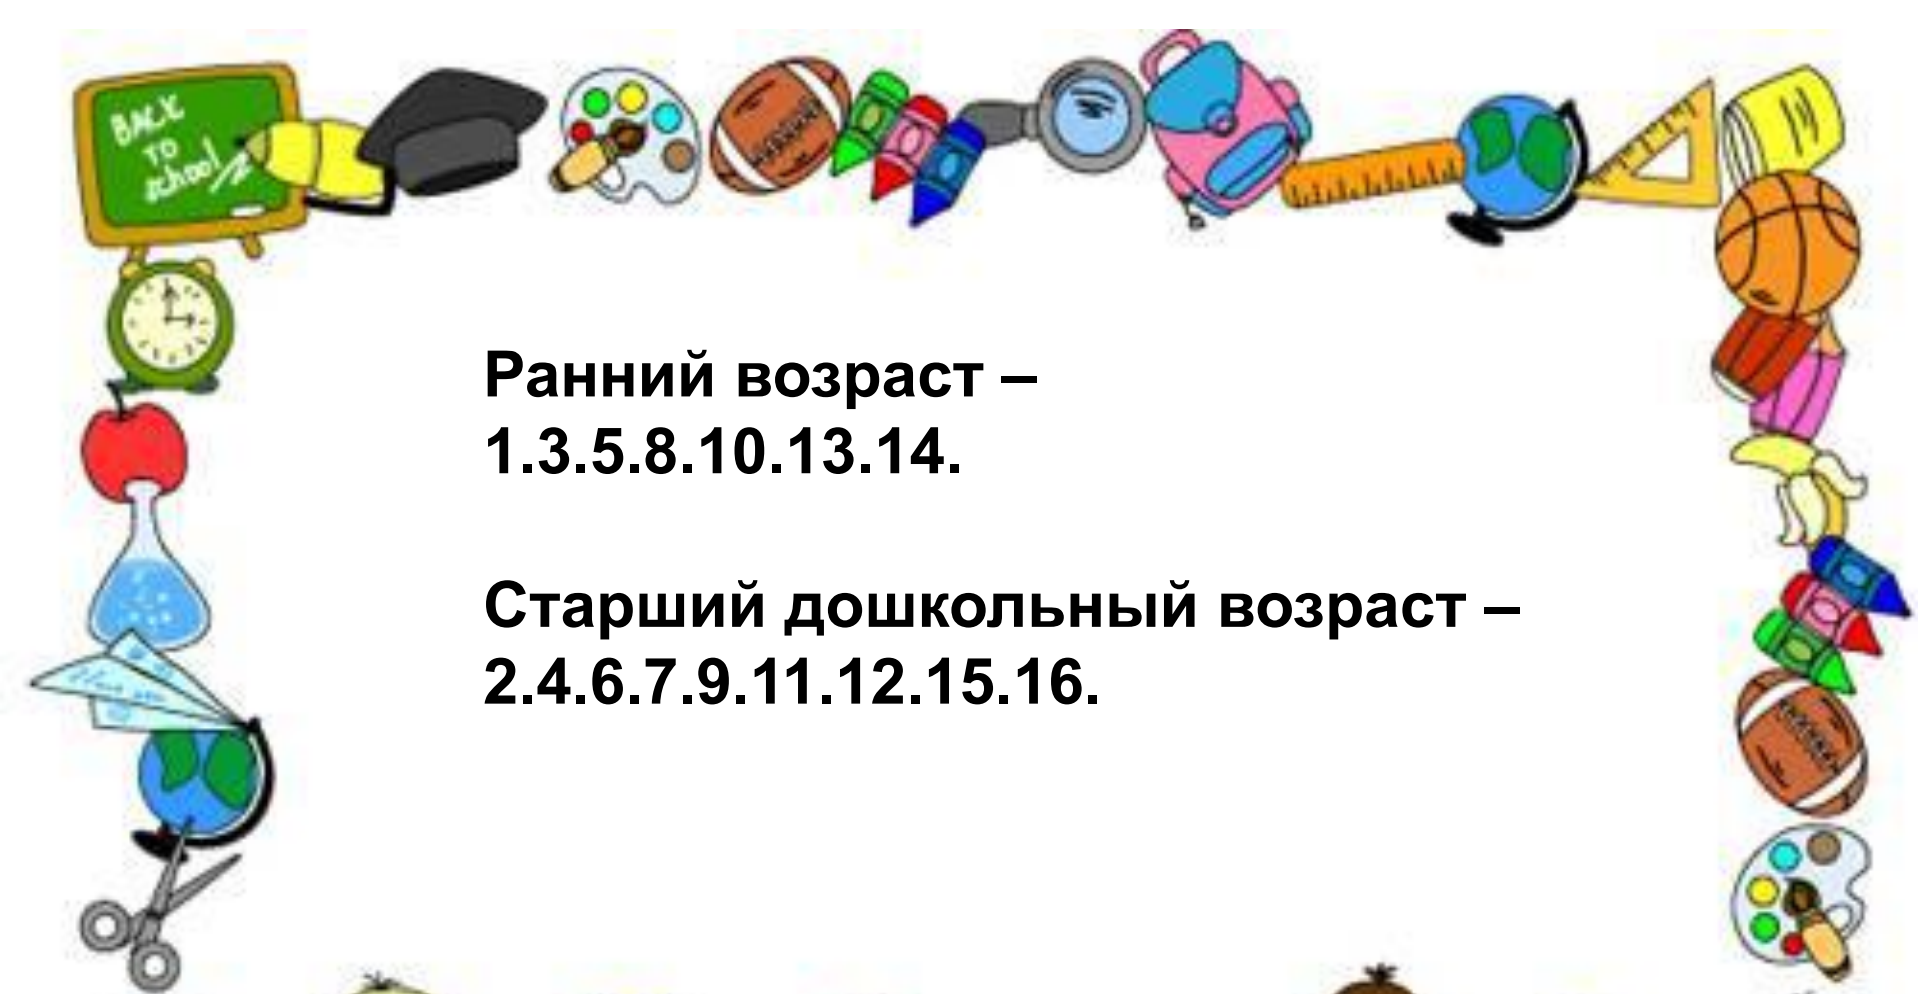 BACK
TO
school
Ранний возраст –
1.3.5.8.10.13.14.
Старший дошкольный возраст –
2.4.6.7.9.11.12.15.16.